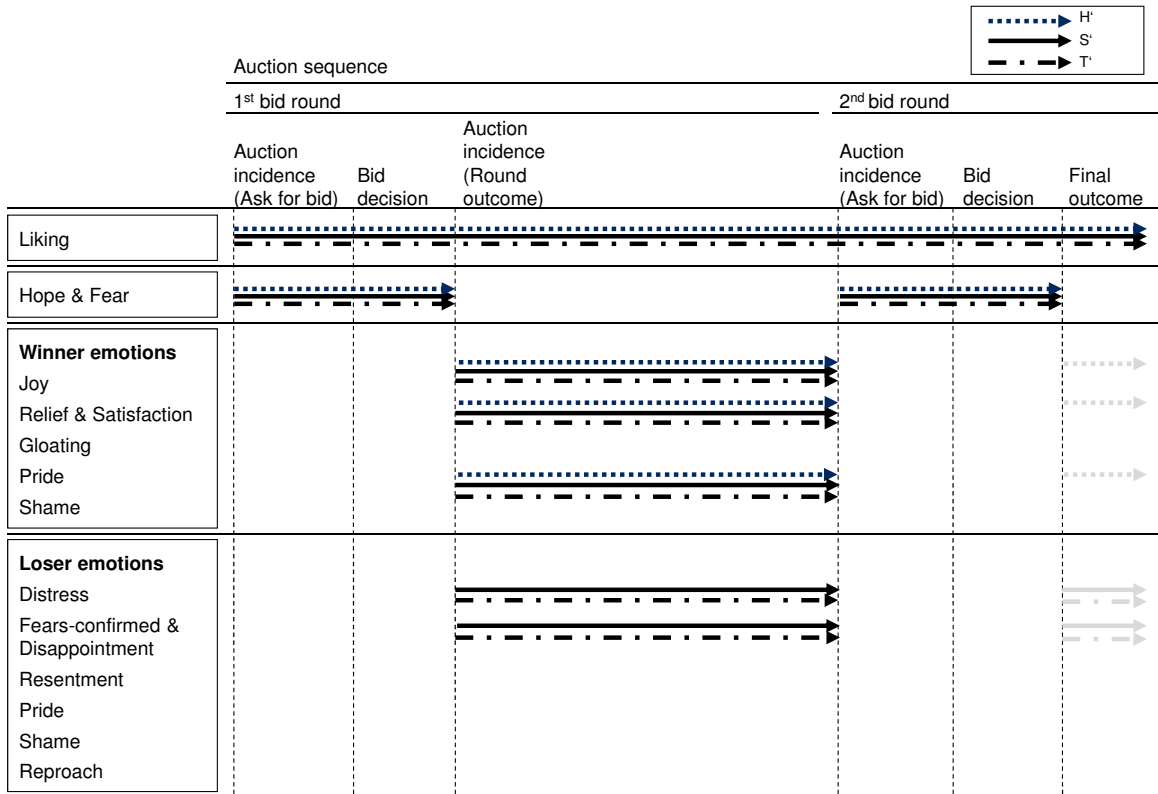 H‘
S‘
T‘
Auction sequence
1st bid round
2nd bid round
Auction
incidence
(Ask for bid)
Bid
decision
Auction
incidence
(Round
outcome)
Auction
incidence
(Ask for bid)
Bid
decision
Final
outcome
Liking
Hope & Fear
Winner emotions
Joy
Relief & Satisfaction
Gloating
Pride
Shame
Loser emotions
Distress
Fears-confirmed &
Disappointment
Resentment
Pride
Shame
Reproach